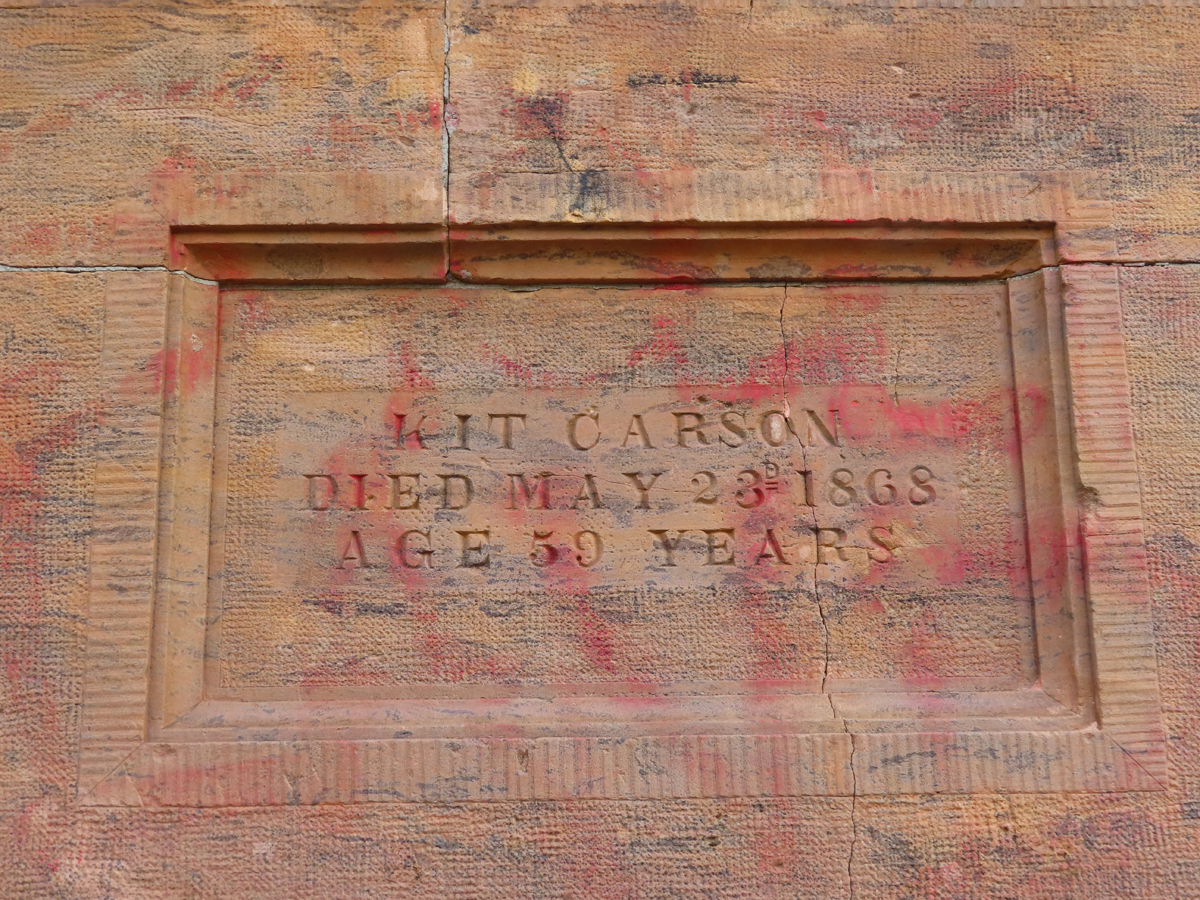 KIT CARSON
DIED MAY 23D 1868
AGE 59 YEARS